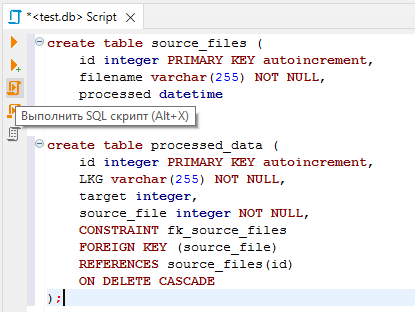 *<test.db> Script
create table source_files (
id integer PRIMARY KEY autoincrement,
filename varchar(255) NOT NULL,
processed datetime
Выполнить SQL скрипт (Alt+X)
create table processed_data (
id integer PRIMARY KEY autoincrement,
LKG varchar(255) NOT NULL,
target integer,
source_file integer NOT NULL,
CONSTRAINT fk_source_files
FOREIGN KEY (source_file)
REFERENCES source_files(id)
ON DELETE CASCADE
);